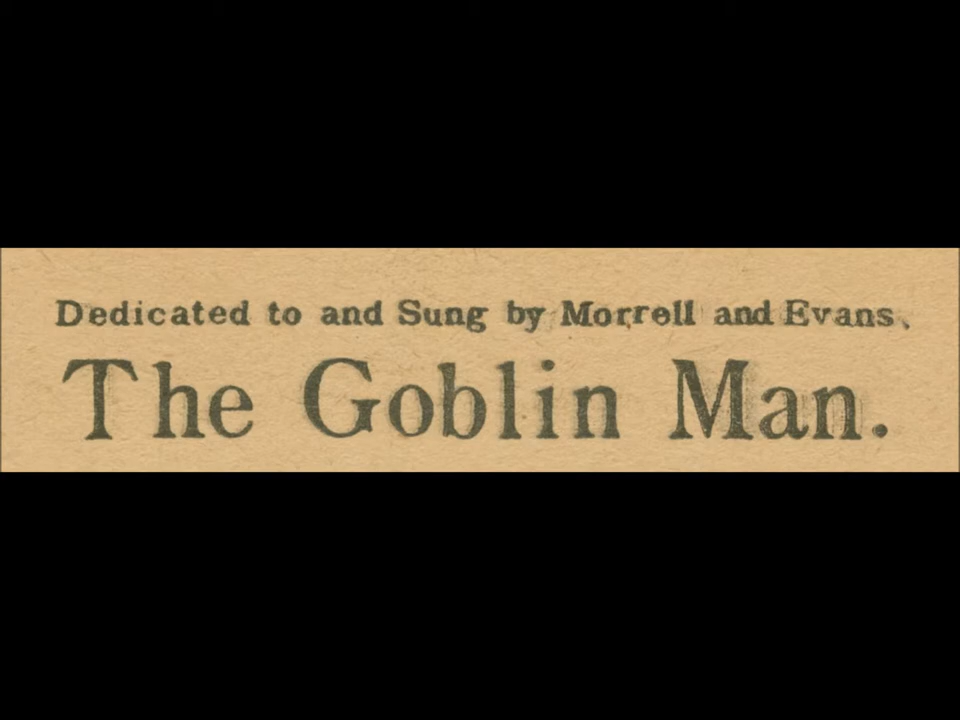 Dedicated to and Sung by Morrell and Evans,
The Goblin Man.